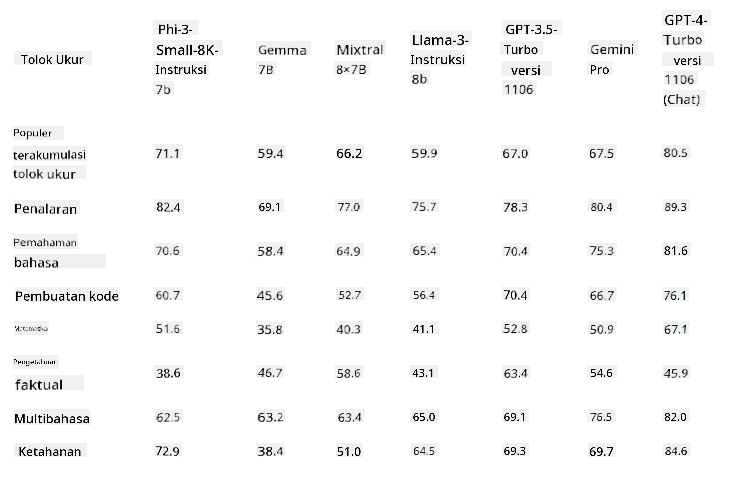 Tolok Ukur Phi-3-Small-8K-Instruksi 7b Gemma 7B Mixtral 8×7B Llama-3-Instruksi 8b GPT-3.5-Turbo versi 1106 Gemini Pro GPT-4-Turbo versi 1106 (Chat)
Populer terakumulasi tolok ukur 71.1 59.4 66.2 59.9 67.0 67.5 80.5
Penalaran 82.4 69.1 77.0 75.7 78.3 80.4 89.3
Pemahaman bahasa 70.6 58.4 64.9 65.4 70.4 75.3 81.6
Pembuatan kode 60.7 45.6 52.7 56.4 70.4 66.7 76.1
Matematika 51.6 35.8 40.3 41.1 52.8 50.9 67.1
Pengetahuan faktual 38.6 46.7 58.6 43.1 63.4 54.6 45.9
Multibahasa 62.5 63.2 63.4 65.0 69.1 76.5 82.0
Ketahanan 72.9 38.4 51.0 64.5 69.3 69.7 84.6